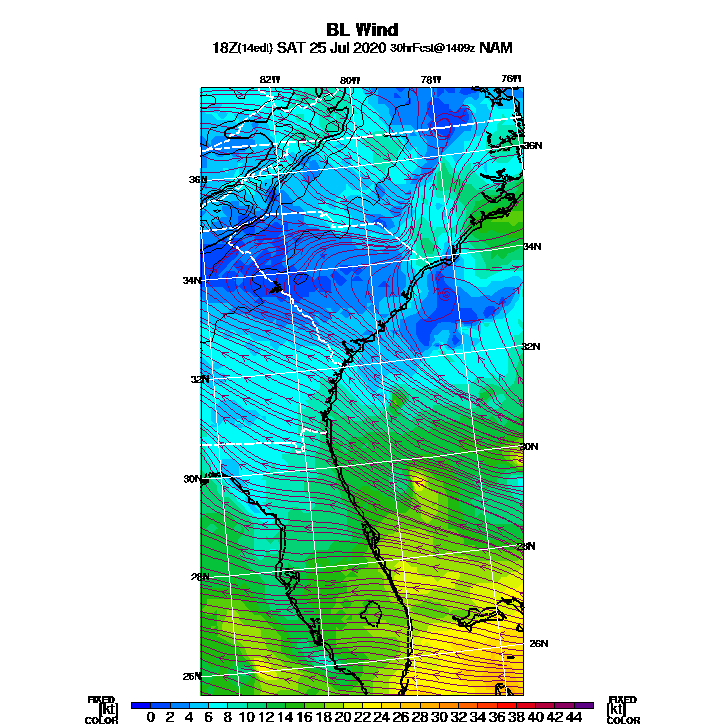 BL Wind
18Z(14edt) SAT 25 Jul 2020 30hrFcst@1409z NAM
82W 80W 78W 76W
36N
36N
34N
34N
32N
32N
30N
30N
28N
28N
26N
26N
FIXED FIXED
[kt] 0 2 4 6 8 10 12 14 16 18 20 22 24 26 28 30 32 34 36 38 40 42 44 [kt]
COLOR COLOR